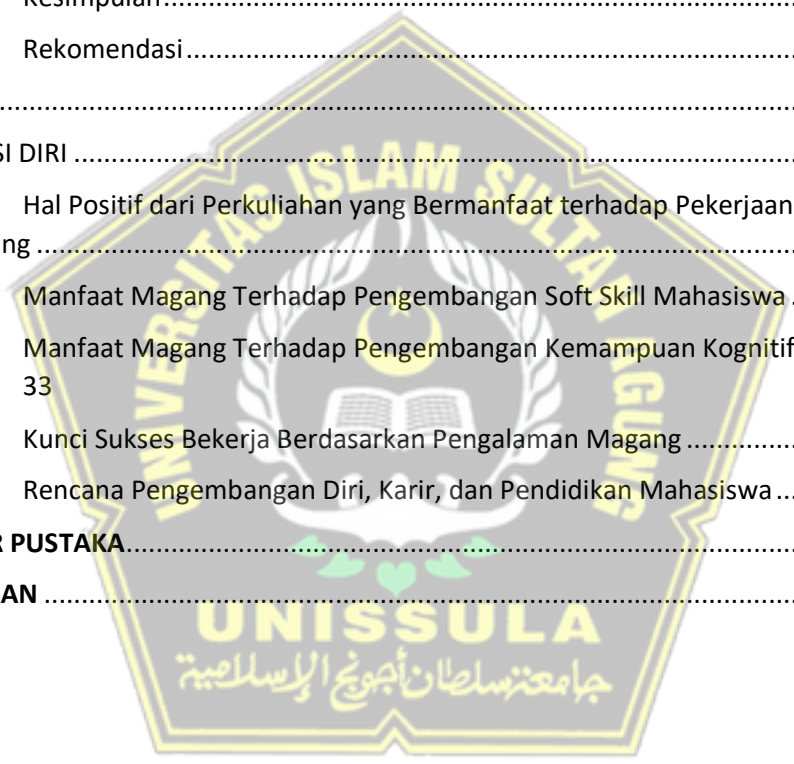 Kesimpulan
Rekomendasi
SI DIRI
Hal Positif dari Perkuliahan yang Bermanfaat terhadap Pekerjaan
ng
Manfaat Magang Terhadap Pengembangan Soft Skill Mahasiswa
Manfaat Magang Terhadap Pengembangan Kemampuan Kognitif
33
Kunci Sukses Bekerja Berdasarkan Pengalaman Magang
Rencana Pengembangan Diri, Karir, dan Pendidikan Mahasiswa
R PUSTAKA
AN
UNIVERSITAS ISLAM SULTAN AGUNG
UNISSULA
جامعتنسلطان أجونج الإسلامية